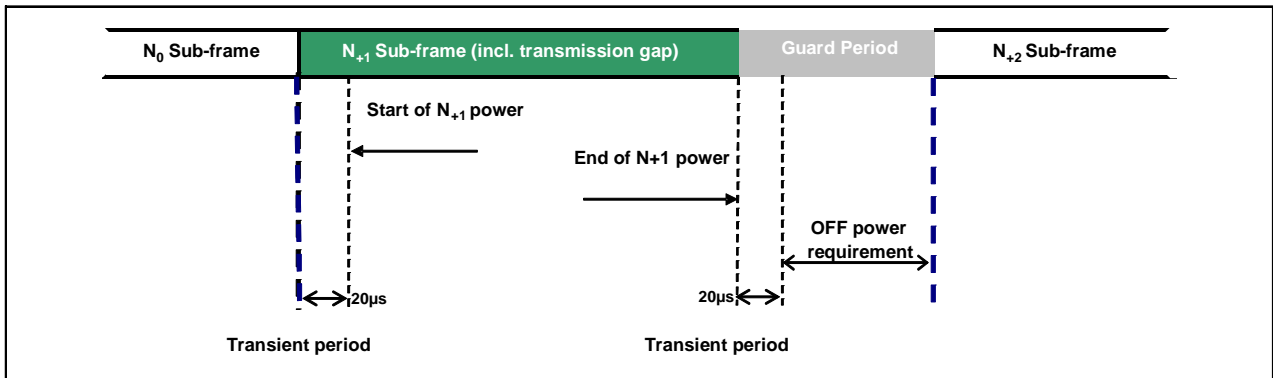 N0 Sub-frame
N+1 Sub-frame (incl. transmission gap)
Guard Period
N+2 Sub-frame
Start of N+1 power
End of N+1 power
OFF power
requirement
20µs
20µs
Transient period
Transient period